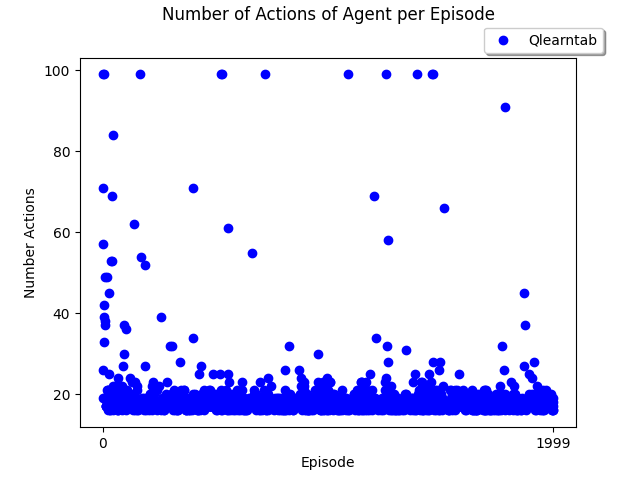 Number of Actions of Agent per Episode
Qlearntab
100
80
60
40
20
Number Actions
0 1999
Episode